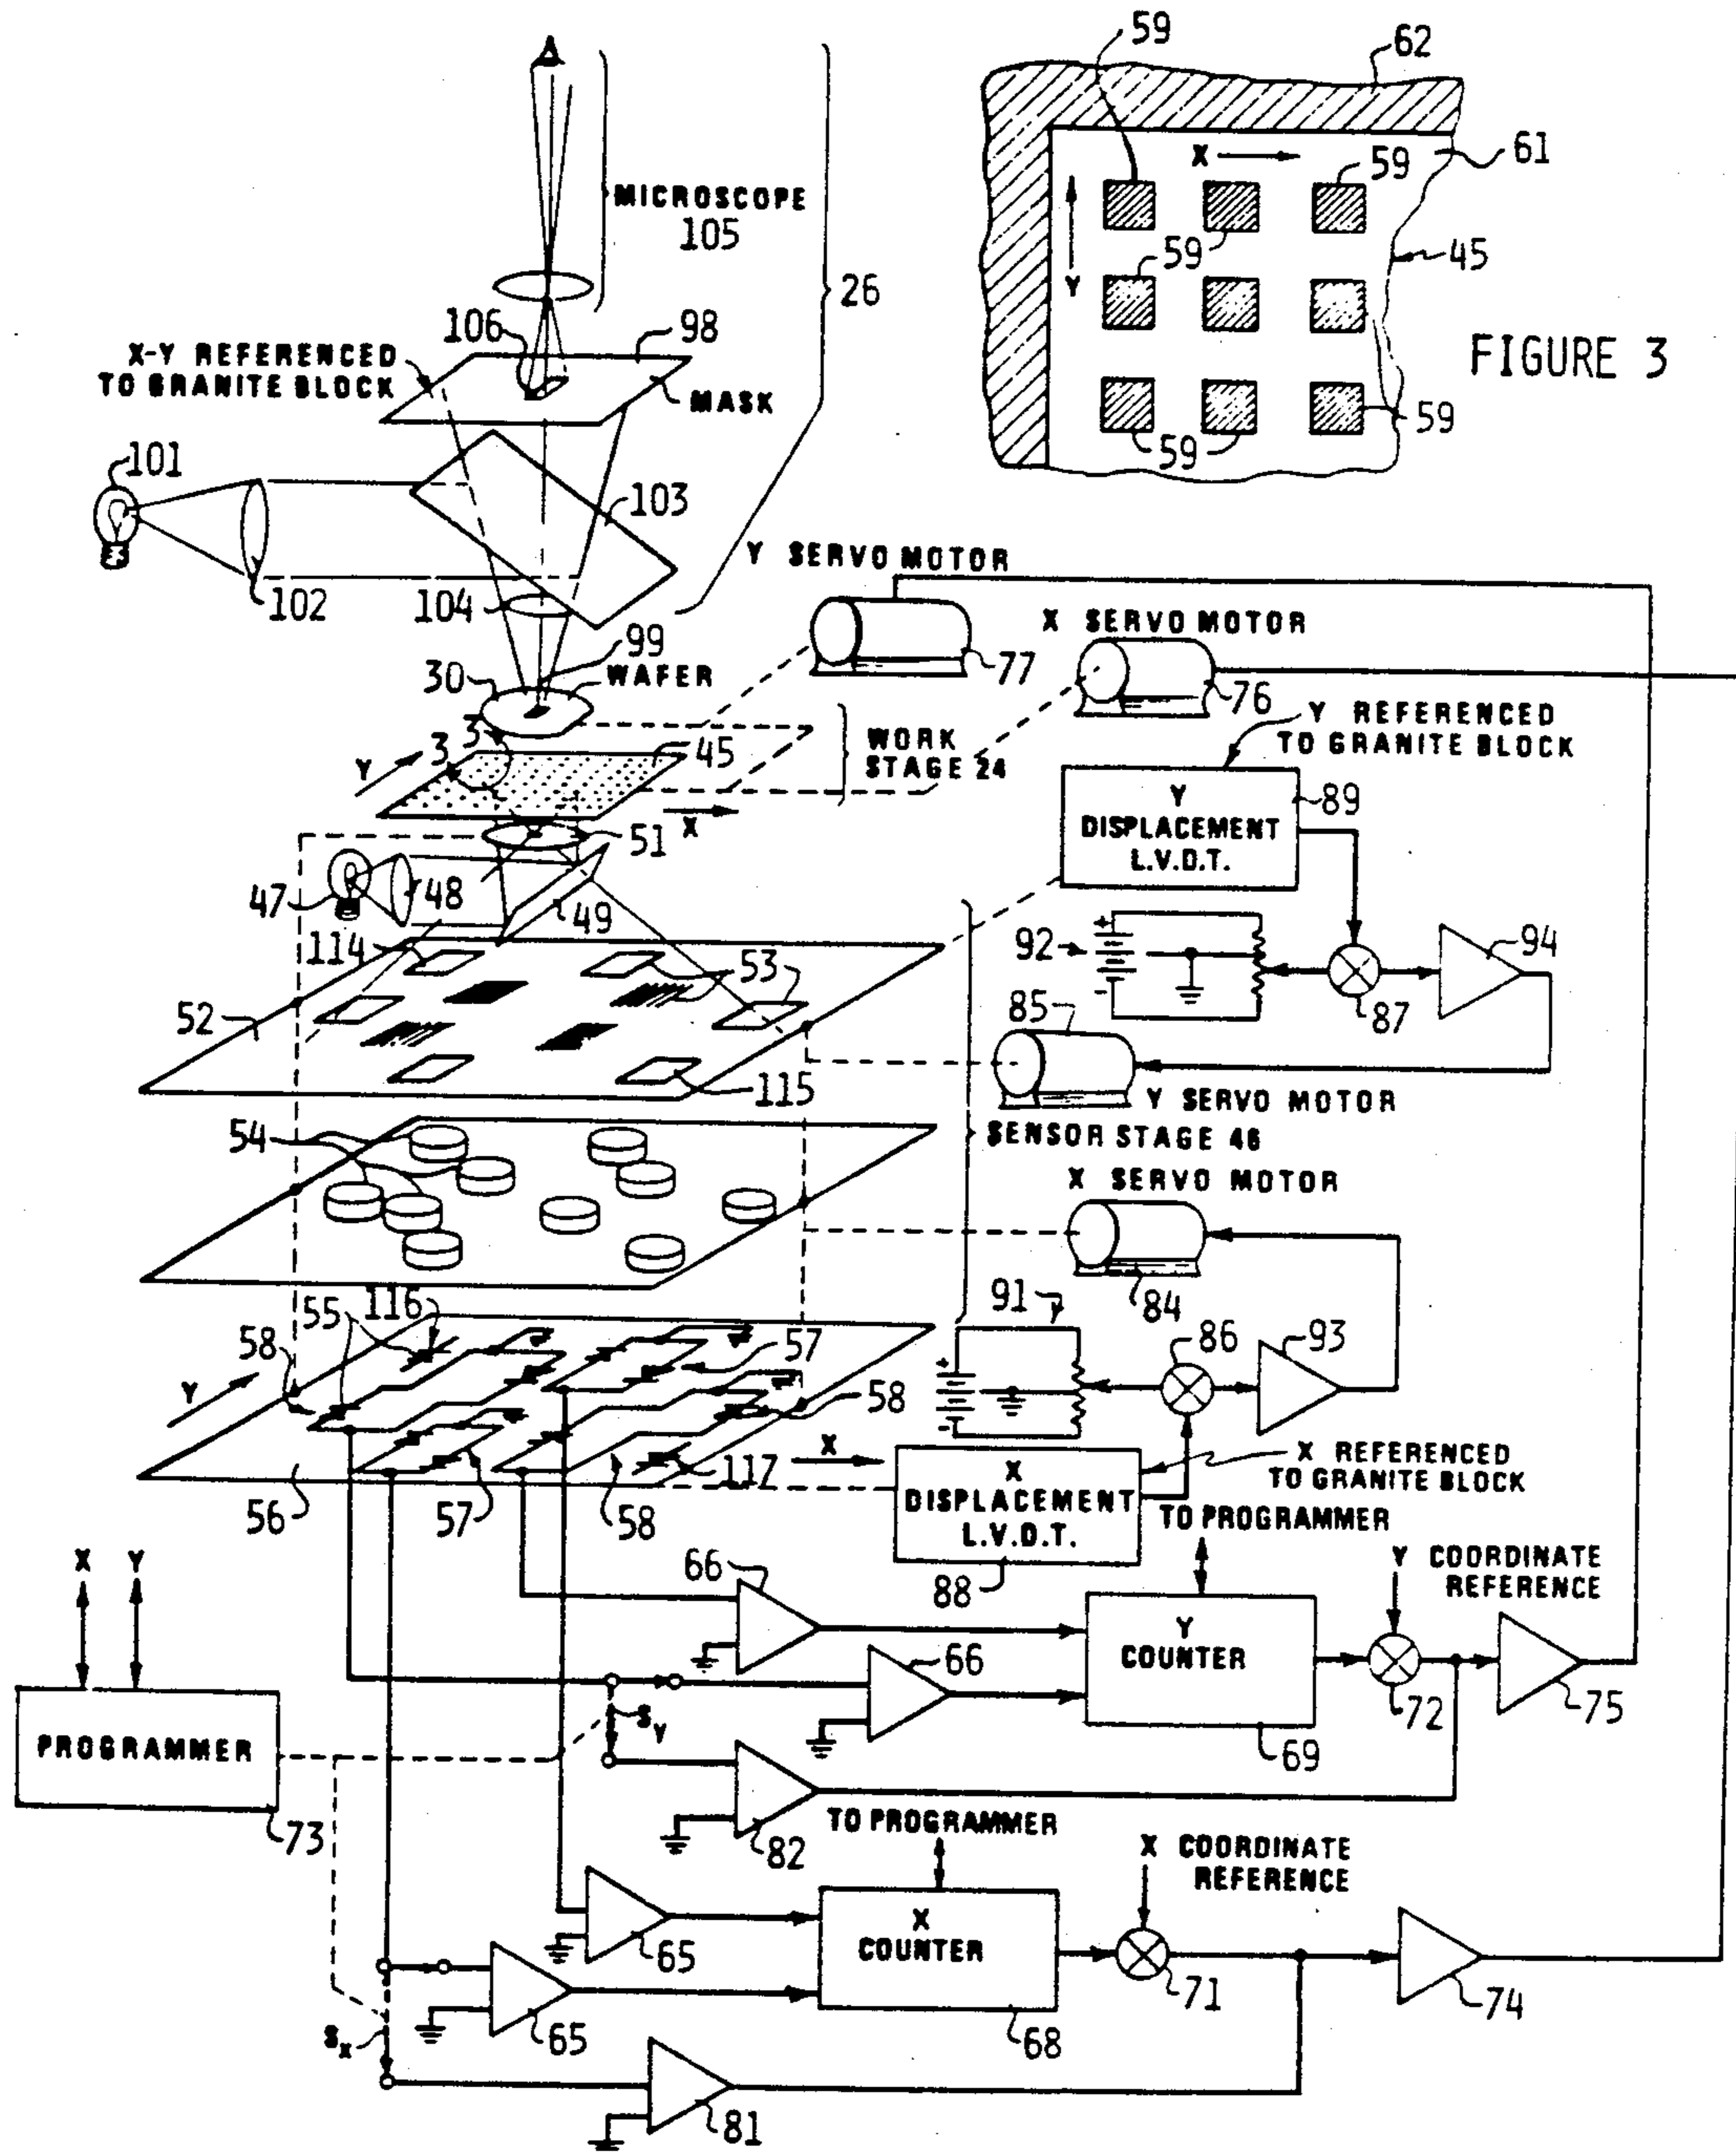 59
62
X
59
61
59
Y
45
59
59
59
FIGURE 3
MICROSCOPE
105
26
106
98
X-Y REFERENCED
TO GRANITE BLOCK
MASK
101
103
102
104
99
30
WAFER
3
3
Y
45
X
WORK
STAGE 24
51
47
48
49
Y SERVO MOTOR
77
X SERVO MOTOR
76
Y REFERENCED
TO GRANITE BLOCK
Y
DISPLACEMENT
L.V.D.T.
89
114
53
52
115
92
+
-
87
94
85
Y SERVO MOTOR
54
SENSOR STAGE 46
X SERVO MOTOR
84
55
116
58
57
Y
58
117
X
56
57
58
91
+
-
86
93
X REFERENCED
TO GRANITE BLOCK
X
DISPLACEMENT
L.V.D.T.
88
TO PROGRAMMER
X
Y
PROGRAMMER
73
66
66
Y
COUNTER
69
Y COORDINATE
REFERENCE
72
75
Sy
82
TO PROGRAMMER
X COORDINATE
REFERENCE
65
X
COUNTER
68
71
74
65
Sx
81